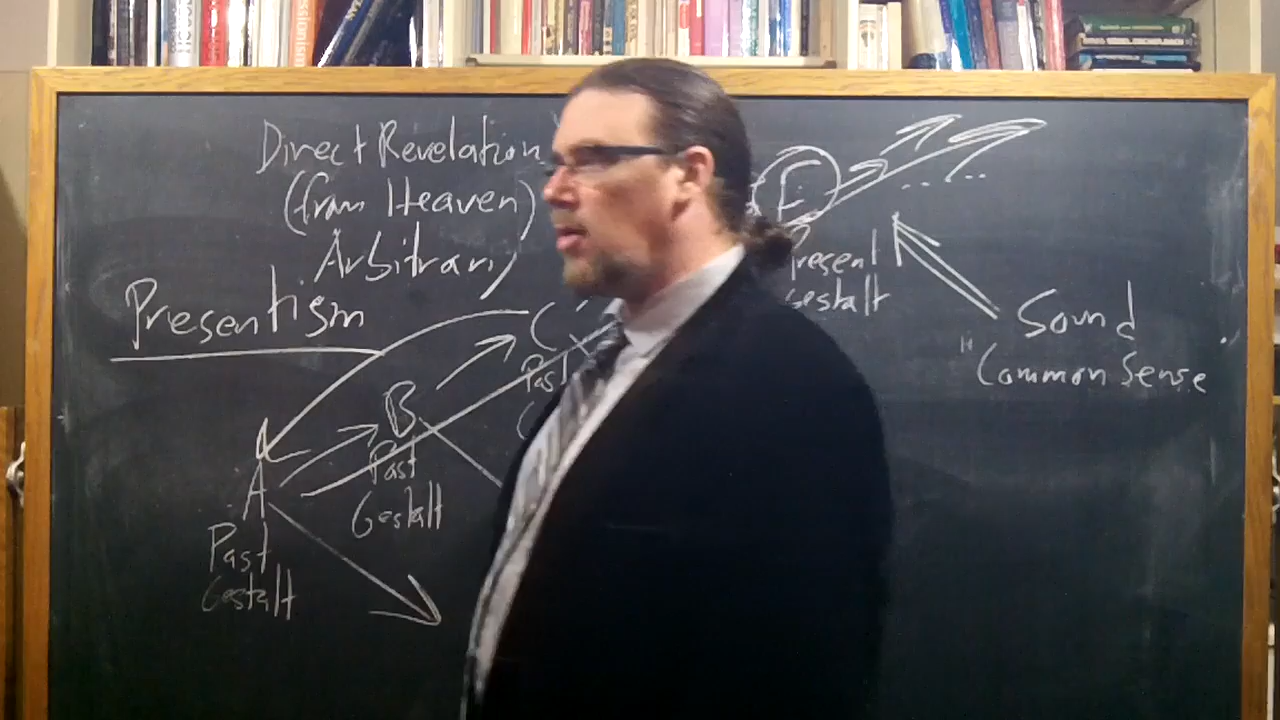 Direct Revelation
(from Heaven)
Arbitrary
Presentism
A
Past
Gestalt
B
Past
Gestalt
C
Past
E
Present
Gestalt
Sound
"Common Sense